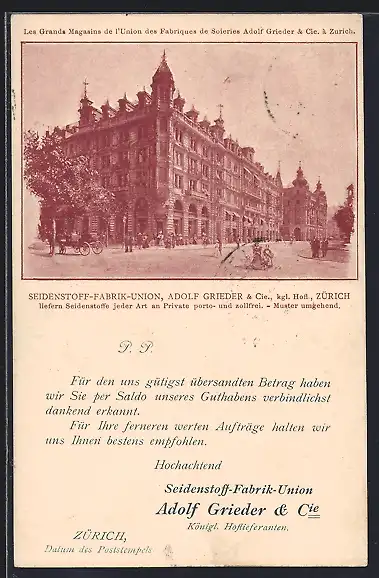 Les Grands Magasins de l'Union des Fabriques de Soieries Adolf Grieder & Cie. à Zurich.
SEIDENSTOFF-FABRIK-UNION, ADOLF GRIEDER & Cie., kgl. Hofl., ZÜRICH
liefern Seidenstoffe jeder Art an Private porto- und zollfrei. - Muster umgehend.
P. P.
Für den uns gütigst übersandten Betrag haben
wir Sie per Saldo unseres Guthabens verbindlichst
dankend erkannt.
Für Ihre ferneren werten Aufträge halten wir
uns Ihnen bestens empfohlen.
Hochachtend
Seidenstoff-Fabrik-Union
Adolf Grieder & Cie
Königl. Hoflieferanten.
ZÜRICH,
Datum des Poststempels